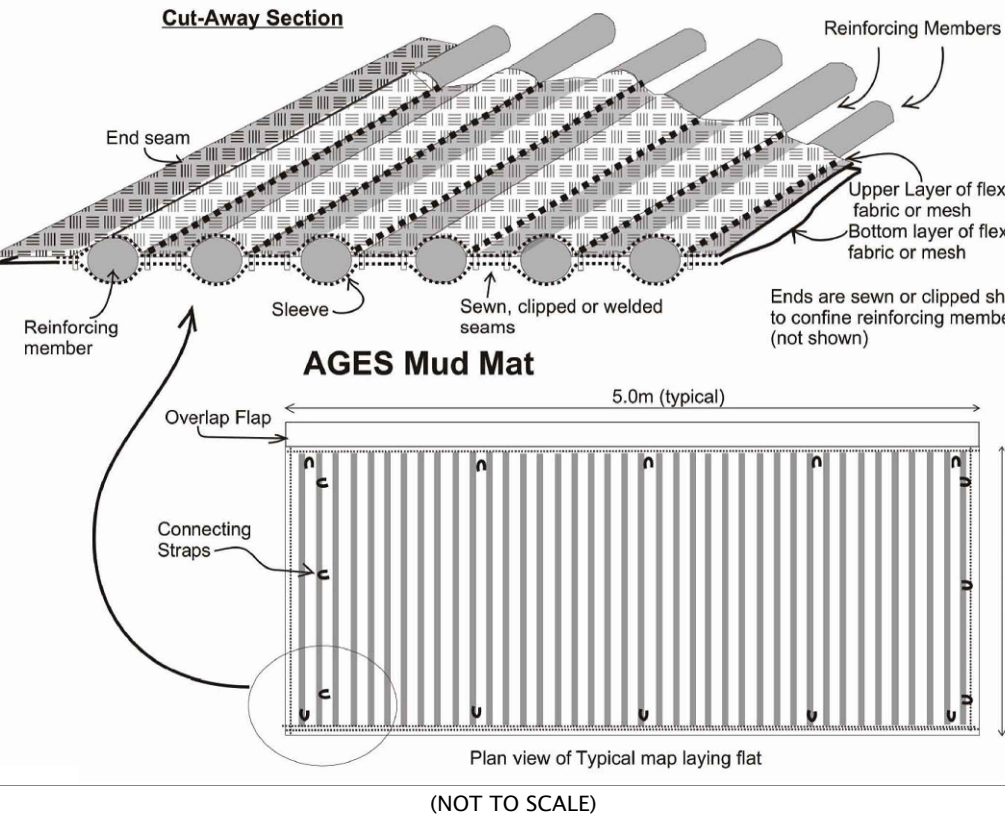 Cut-Away Section
Reinforcing Members
End seam
Upper Layer of flex
fabric or mesh
Bottom layer of flex
fabric or mesh
Reinforcing
member
Sleeve
Sewn, clipped or welded
seams
Ends are sewn or clipped sh
to confine reinforcing membe
(not shown)
AGES Mud Mat
5.0m (typical)
Overlap Flap
Connecting
Straps
Plan view of Typical map laying flat
(NOT TO SCALE)